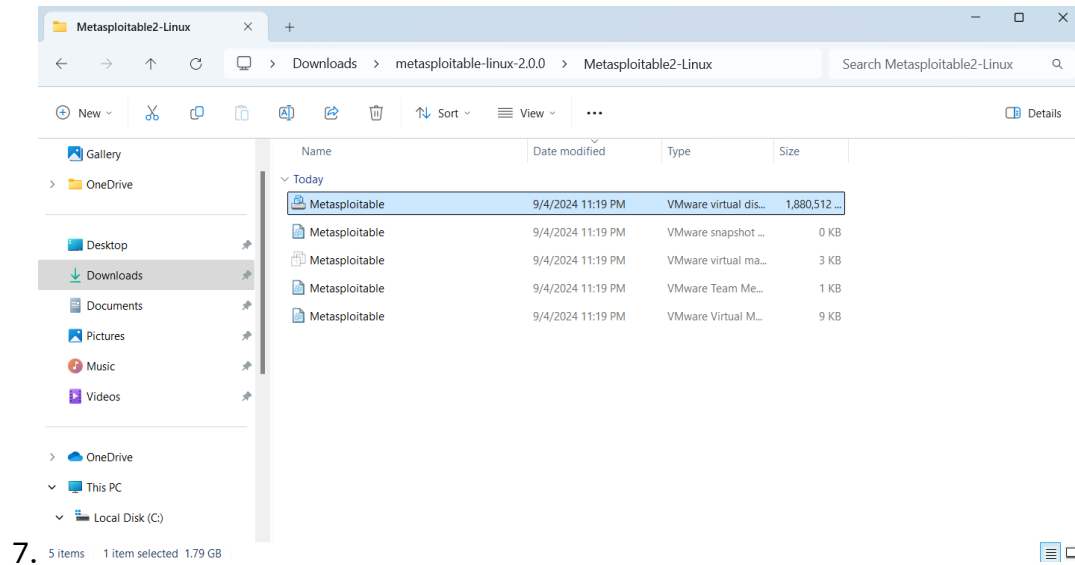 Metasploitable2-Linux
Downloads > metasploitable-linux-2.0.0 > Metasploitable2-Linux
Search Metasploitable2-Linux
New
Sort
View
Details
Gallery
OneDrive
Desktop
Downloads
Documents
Pictures
Music
Videos
OneDrive
This PC
Local Disk (C:)
Name Date modified Type Size
Today
Metasploitable 9/4/2024 11:19 PM VMware virtual dis... 1,880,512 ...
Metasploitable 9/4/2024 11:19 PM VMware snapshot ... 0 KB
Metasploitable 9/4/2024 11:19 PM VMware virtual ma... 3 KB
Metasploitable 9/4/2024 11:19 PM VMware Team Me... 1 KB
Metasploitable 9/4/2024 11:19 PM VMware Virtual M... 9 KB
7. 5 items 1 item selected 1.79 GB